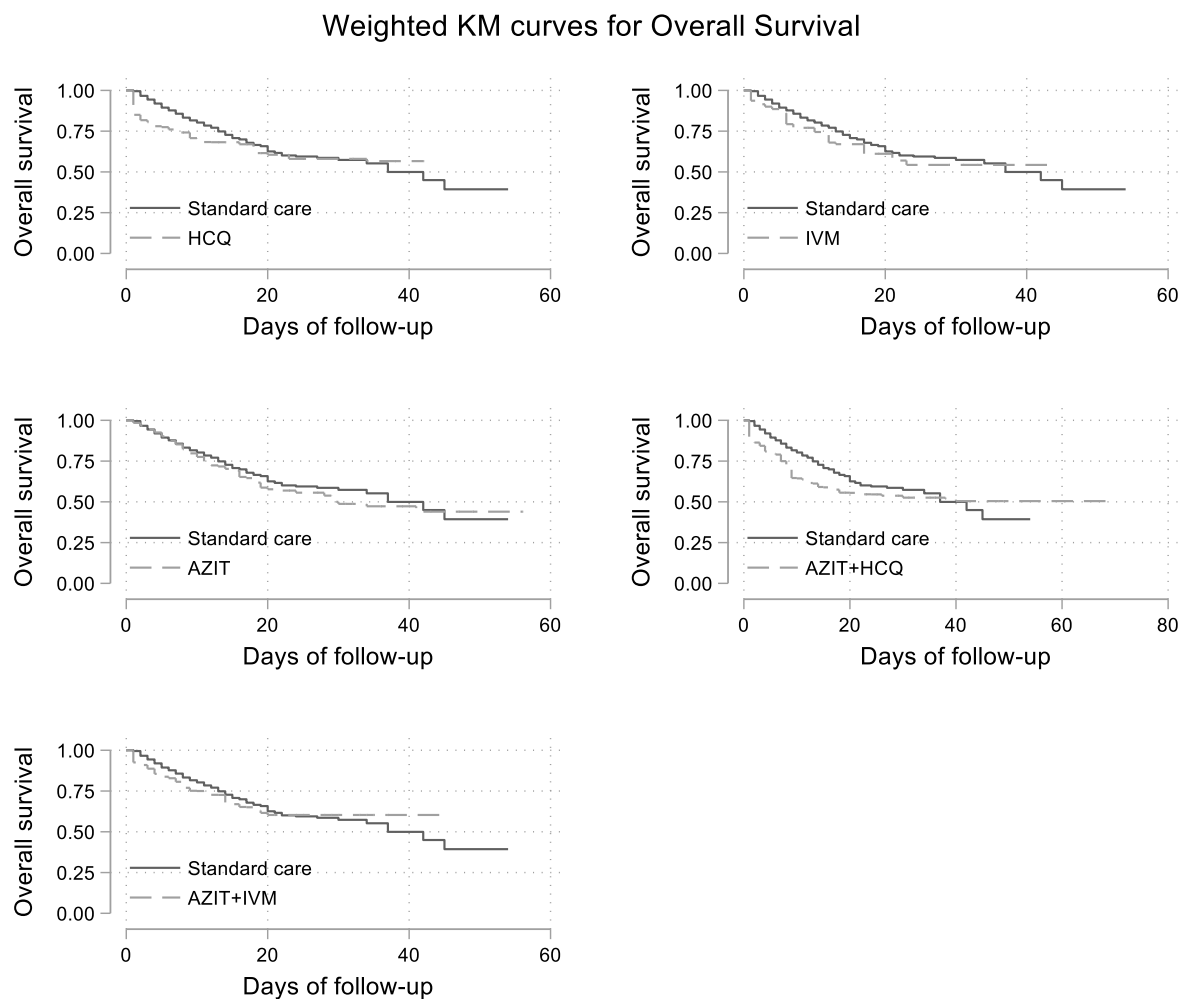 Weighted KM curves for Overall Survival
Overall survival
1.00
0.75
0.50
0.25
0.00
Standard care
HCQ
0 20 40 60
Days of follow-up
Overall survival
1.00
0.75
0.50
0.25
0.00
Standard care
IVM
0 20 40 60
Days of follow-up
Overall survival
1.00
0.75
0.50
0.25
0.00
Standard care
AZIT
0 20 40 60
Days of follow-up
Overall survival
1.00
0.75
0.50
0.25
0.00
Standard care
AZIT+HCQ
0 20 40 60 80
Days of follow-up
Overall survival
1.00
0.75
0.50
0.25
0.00
Standard care
AZIT+IVM
0 20 40 60
Days of follow-up